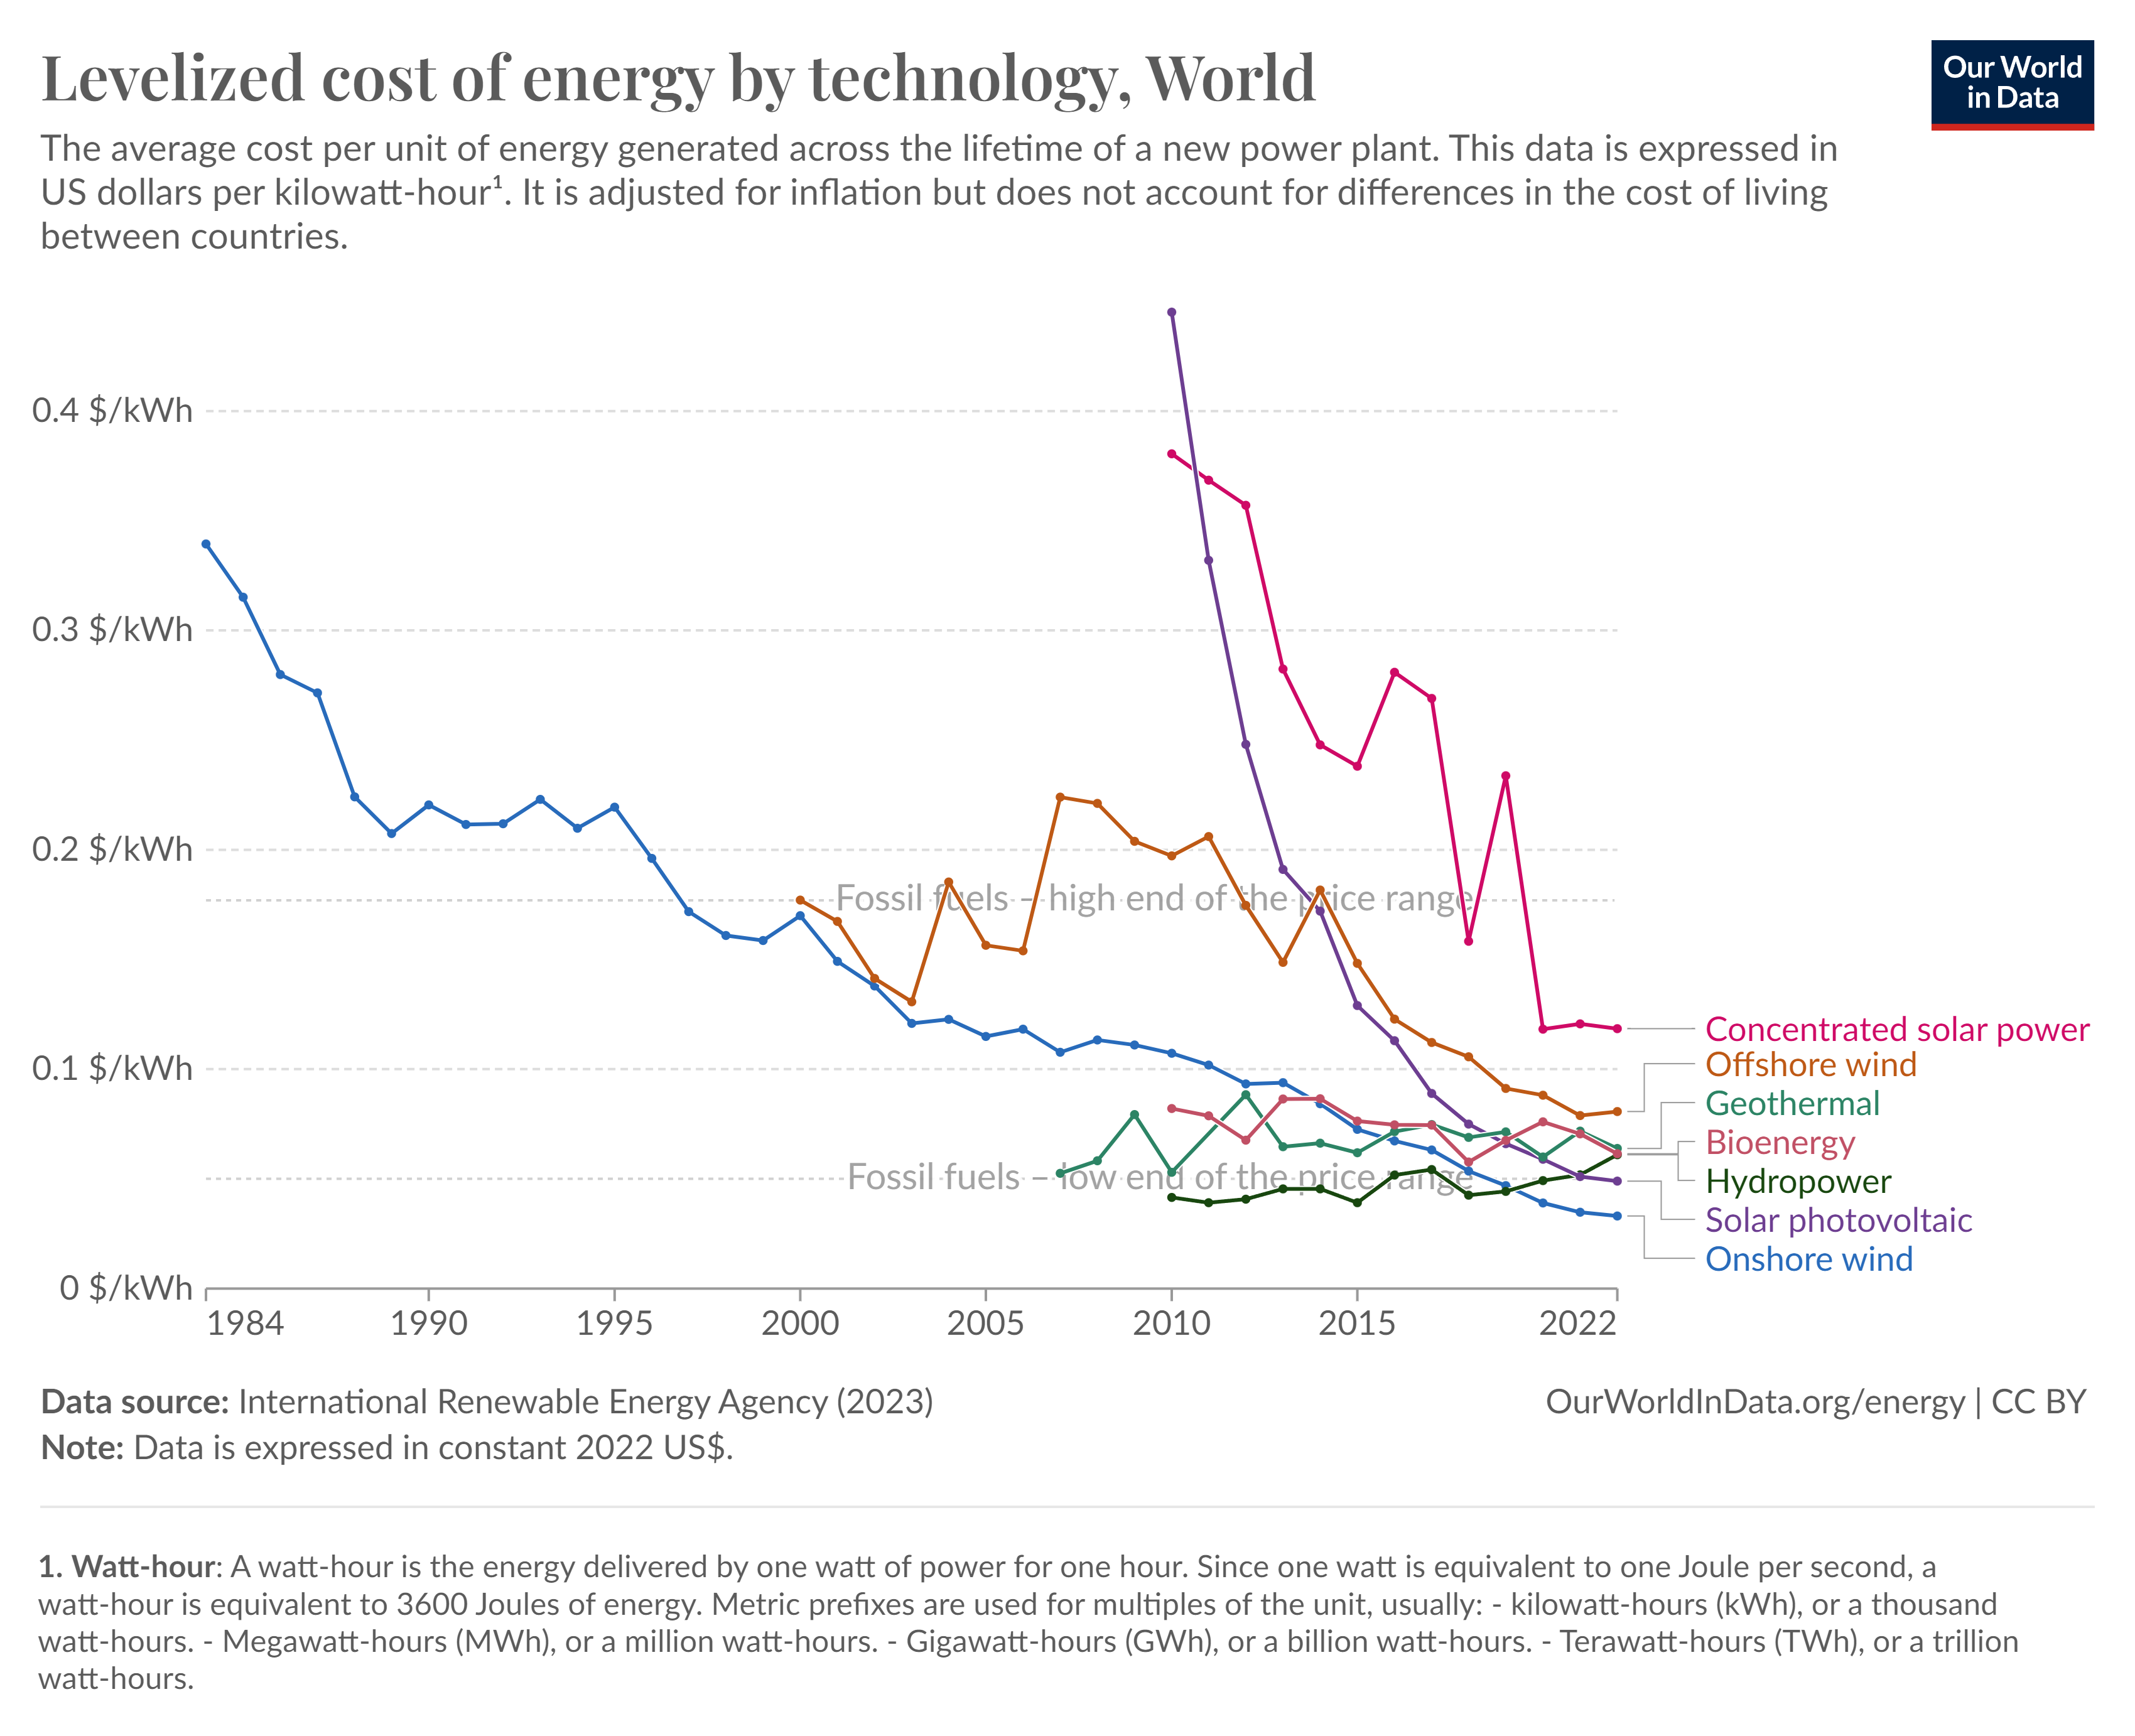 Levelized cost of energy by technology, World
Our World
in Data
The average cost per unit of energy generated across the lifetime of a new power plant. This data is expressed in
US dollars per kilowatt-hour¹. It is adjusted for inflation but does not account for differences in the cost of living
between countries.
0.4 $/kWh
0.3 $/kWh
0.2 $/kWh
Fossil fuels – high end of the price range
0.1 $/kWh
Fossil fuels – low end of the price range
0 $/kWh
Concentrated solar power
Offshore wind
Geothermal
Bioenergy
Hydropower
Solar photovoltaic
Onshore wind
1984 1990 1995 2000 2005 2010 2015 2022
Data source: International Renewable Energy Agency (2023)
OurWorldInData.org/energy | CC BY
Note: Data is expressed in constant 2022 US$.
1. Watt-hour: A watt-hour is the energy delivered by one watt of power for one hour. Since one watt is equivalent to one Joule per second, a
watt-hour is equivalent to 3600 Joules of energy. Metric prefixes are used for multiples of the unit, usually: - kilowatt-hours (kWh), or a thousand
watt-hours. - Megawatt-hours (MWh), or a million watt-hours. - Gigawatt-hours (GWh), or a billion watt-hours. - Terawatt-hours (TWh), or a trillion
watt-hours.